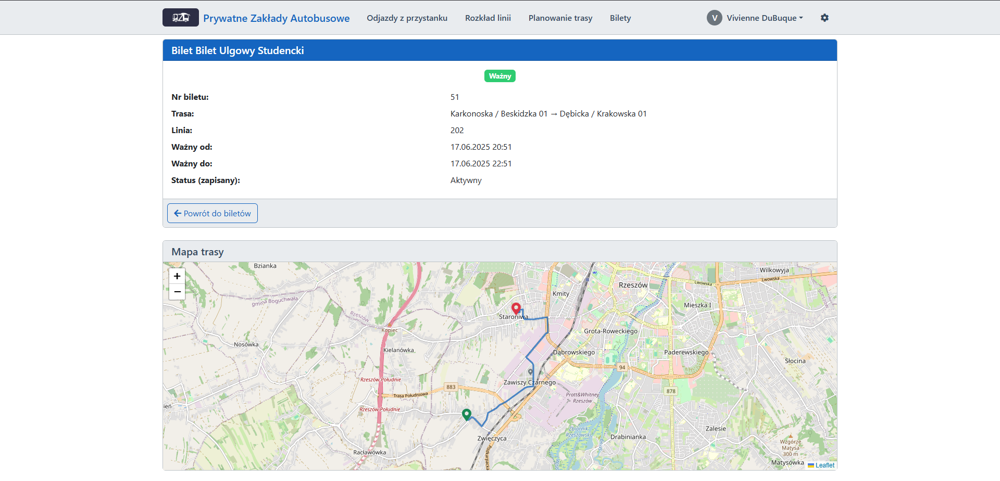 PZA Prywatne Zakłady Autobusowe Odjazdy z przystanku Rozkład linii Planowanie trasy Bilety V Vivienne DuBuque
Bilet Bilet Ulgowy Studencki
Ważny
Nr biletu: 51
Trasa: Karkonoska / Beskidzka 01 → Dębicka / Krakowska 01
Linia: 202
Ważny od: 17.06.2025 20:51
Ważny do: 17.06.2025 22:51
Status (zapisany): Aktywny
Powrót do biletów
Mapa trasy
+
−
Bzianka
Wilkowyja
Wisłok
Lwowska
Lwowska
Rzeszów
Kmity
gmina Boguchwała
Mieszka I
Rzeszów
Rzeszów
Staroniwa
Kopiec
Grota-Roweckiego
Nosówka
Kielanówka
Dąbrowskiego
Paderewskiego
Słocina
94
Rzeszów Południe
Zawiszy Czarnego
883
878
Trasa Południowa
Pratt&Whitney
Rzeszów
Rzeszów Południe
Zbiornik
Rzeszowski
Zalesie
Drabinianka
Zwięczyca
Strug
Wzgórze
Matysa
300 m
Racławówka
Podkarpacka
Matysówka
Leaflet